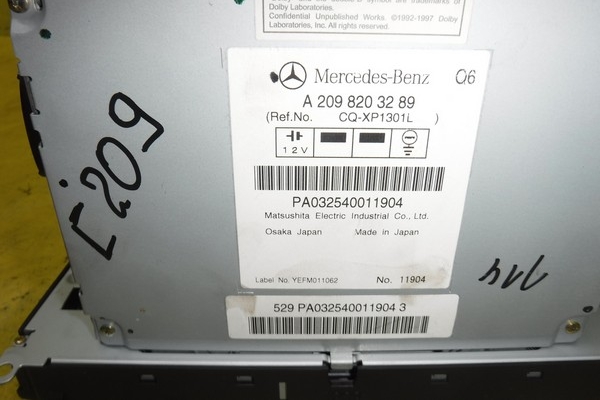 Dolby Laboratories.
Confidential Unpublished Works. ©1992-1997 Dolby
Laboratories, Inc. All rights reserved.
Mercedes-Benz Q6
A 209 820 32 89
(Ref.No. CQ-XP1301L )
12V
PA032540011904
Matsushita Electric Industrial Co., Ltd.
Osaka Japan Made in Japan
Label No. YEFM011062 No. 11904
529 PA032540011904 3
209